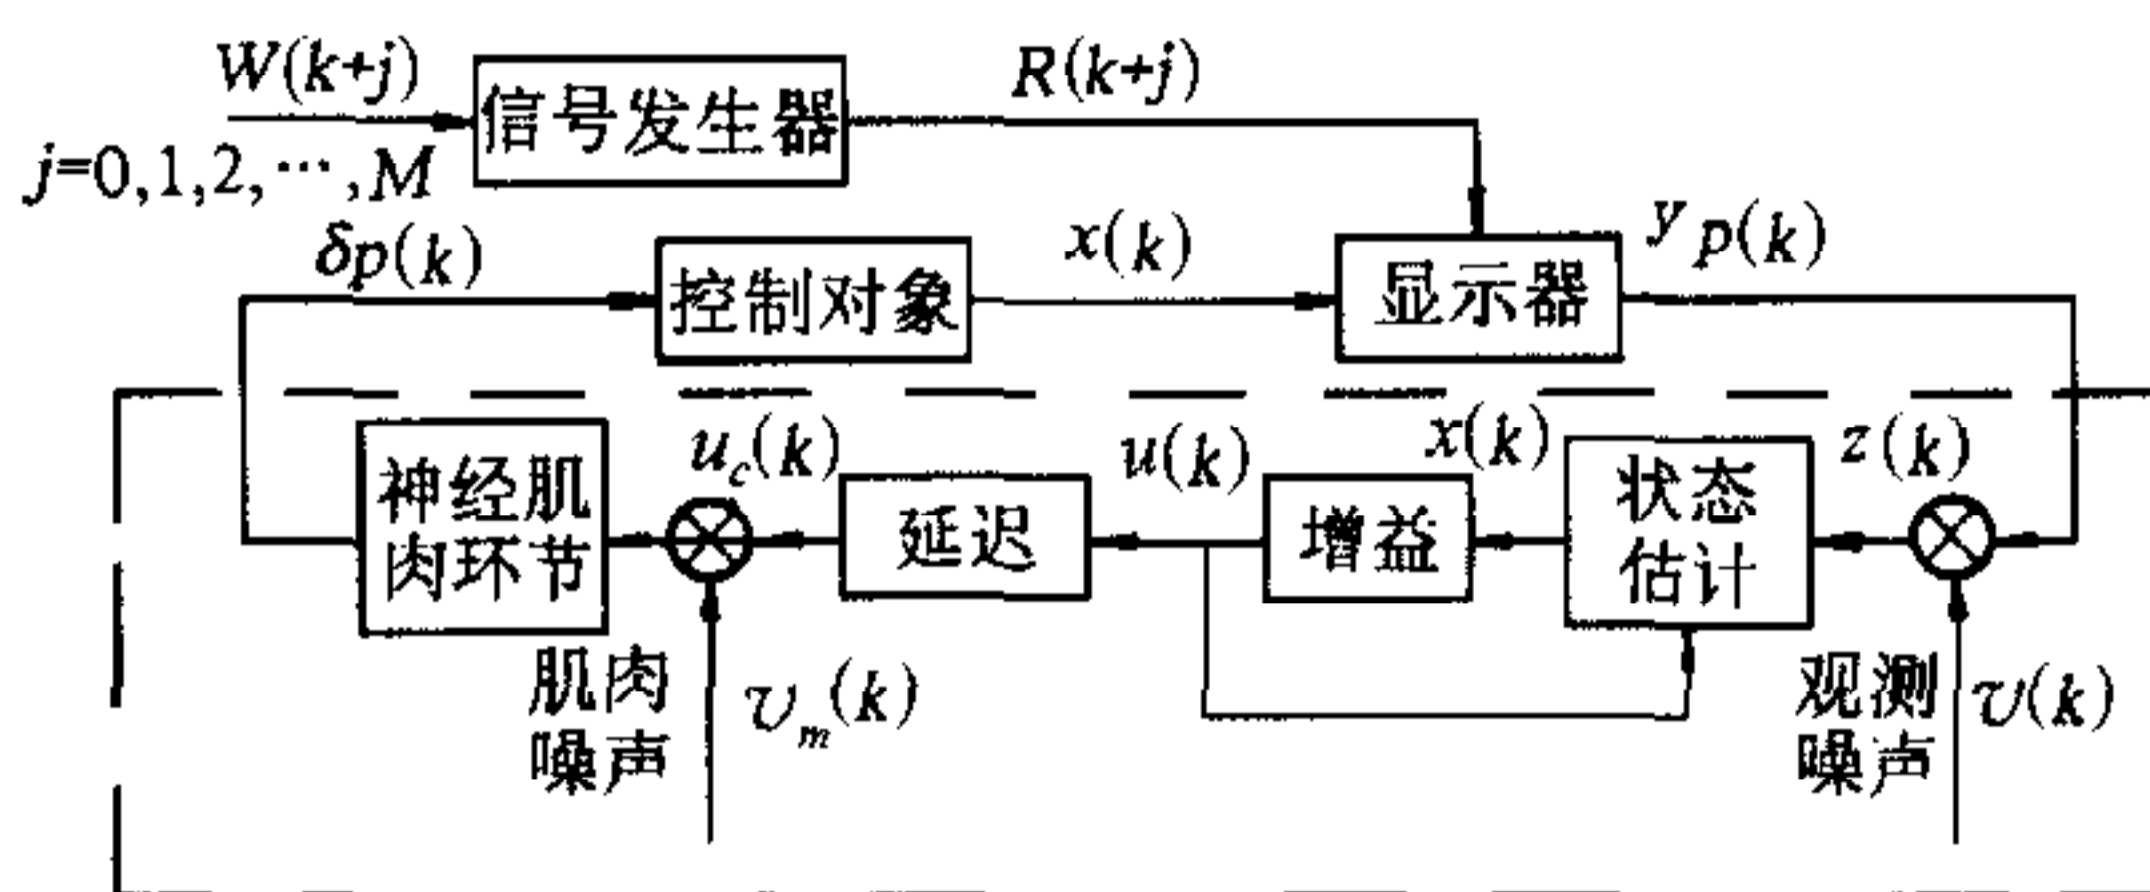 W(k+j)
信号发生器
R(k+j)
j=0,1,2,…,M
δp(k)
控制对象
x(k)
显示器
y p(k)
神经肌
肉环节
u_c(k)
延迟
u(k)
增益
x(k)
状态
估计
z(k)
肌肉
噪声
v_m(k)
观测
噪声
v(k)